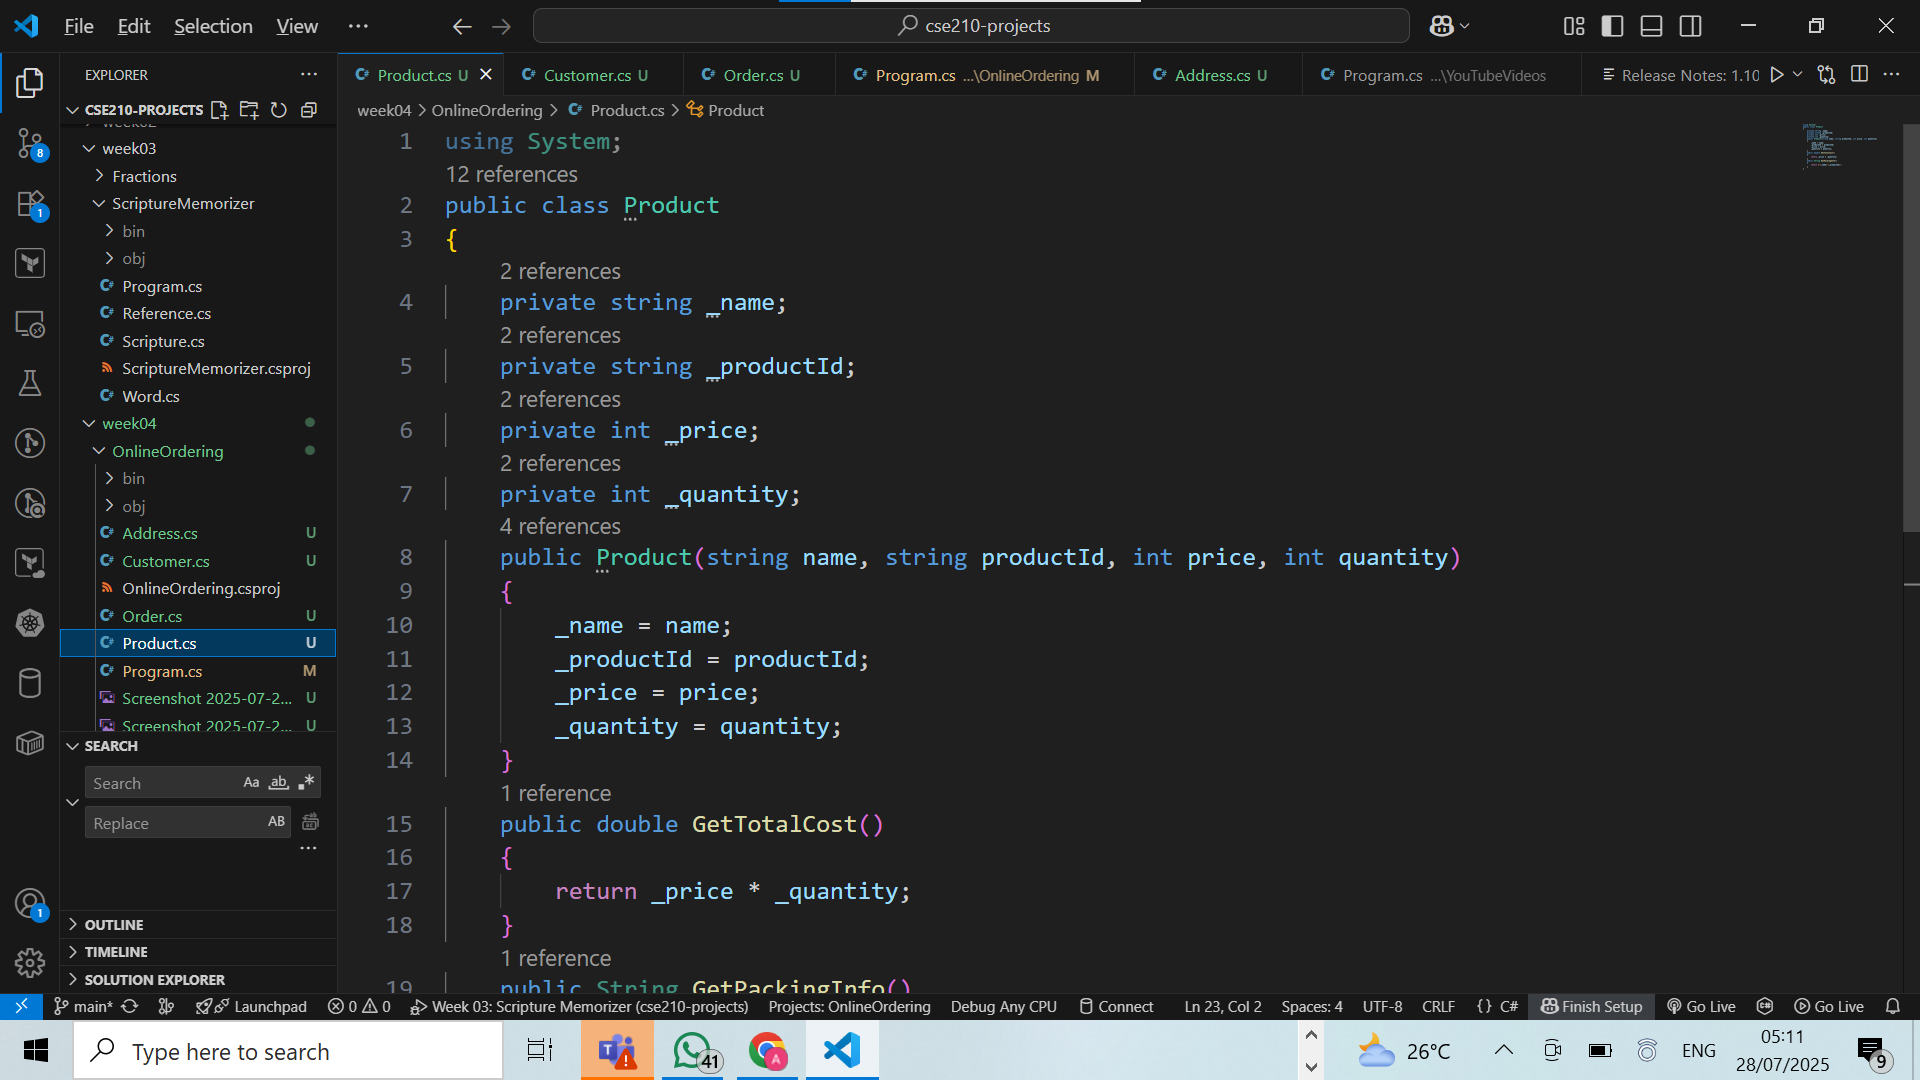 File Edit Selection View ···
cse210-projects
EXPLORER
Product.cs U
Customer.cs U
Order.cs U
Program.cs ...\OnlineOrdering M
Address.cs U
Program.cs ...\YouTubeVideos
Release Notes: 1.10
CSE210-PROJECTS
week04 > OnlineOrdering > Product.cs > Product
week03
Fractions
ScriptureMemorizer
bin
obj
Program.cs
Reference.cs
Scripture.cs
ScriptureMemorizer.csproj
Word.cs
week04
OnlineOrdering
bin
obj
Address.cs U
Customer.cs U
OnlineOrdering.csproj
Order.cs U
Product.cs U
Program.cs M
Screenshot 2025-07-2... U
Screenshot 2025-07-2... U
SEARCH
Search Aa ab
Replace AB
OUTLINE
TIMELINE
SOLUTION EXPLORER
8
1
1
1 using System;
12 references
2 public class Product
3 {
2 references
4 private string _name;
2 references
5 private string _productId;
2 references
6 private int _price;
2 references
7 private int _quantity;
4 references
8 public Product(string name, string productId, int price, int quantity)
9 {
10 _name = name;
11 _productId = productId;
12 _price = price;
13 _quantity = quantity;
14 }
1 reference
15 public double GetTotalCost()
16 {
17 return _price * _quantity;
18 }
1 reference
19 public String GetPackingInfo()
main* Launchpad 0 0 Week 03: Scripture Memorizer (cse210-projects) Projects: OnlineOrdering Debug Any CPU Connect Ln 23, Col 2 Spaces: 4 UTF-8 CRLF {} C# Finish Setup Go Live Go Live
Type here to search
41
26°C
ENG
05:11
28/07/2025
9